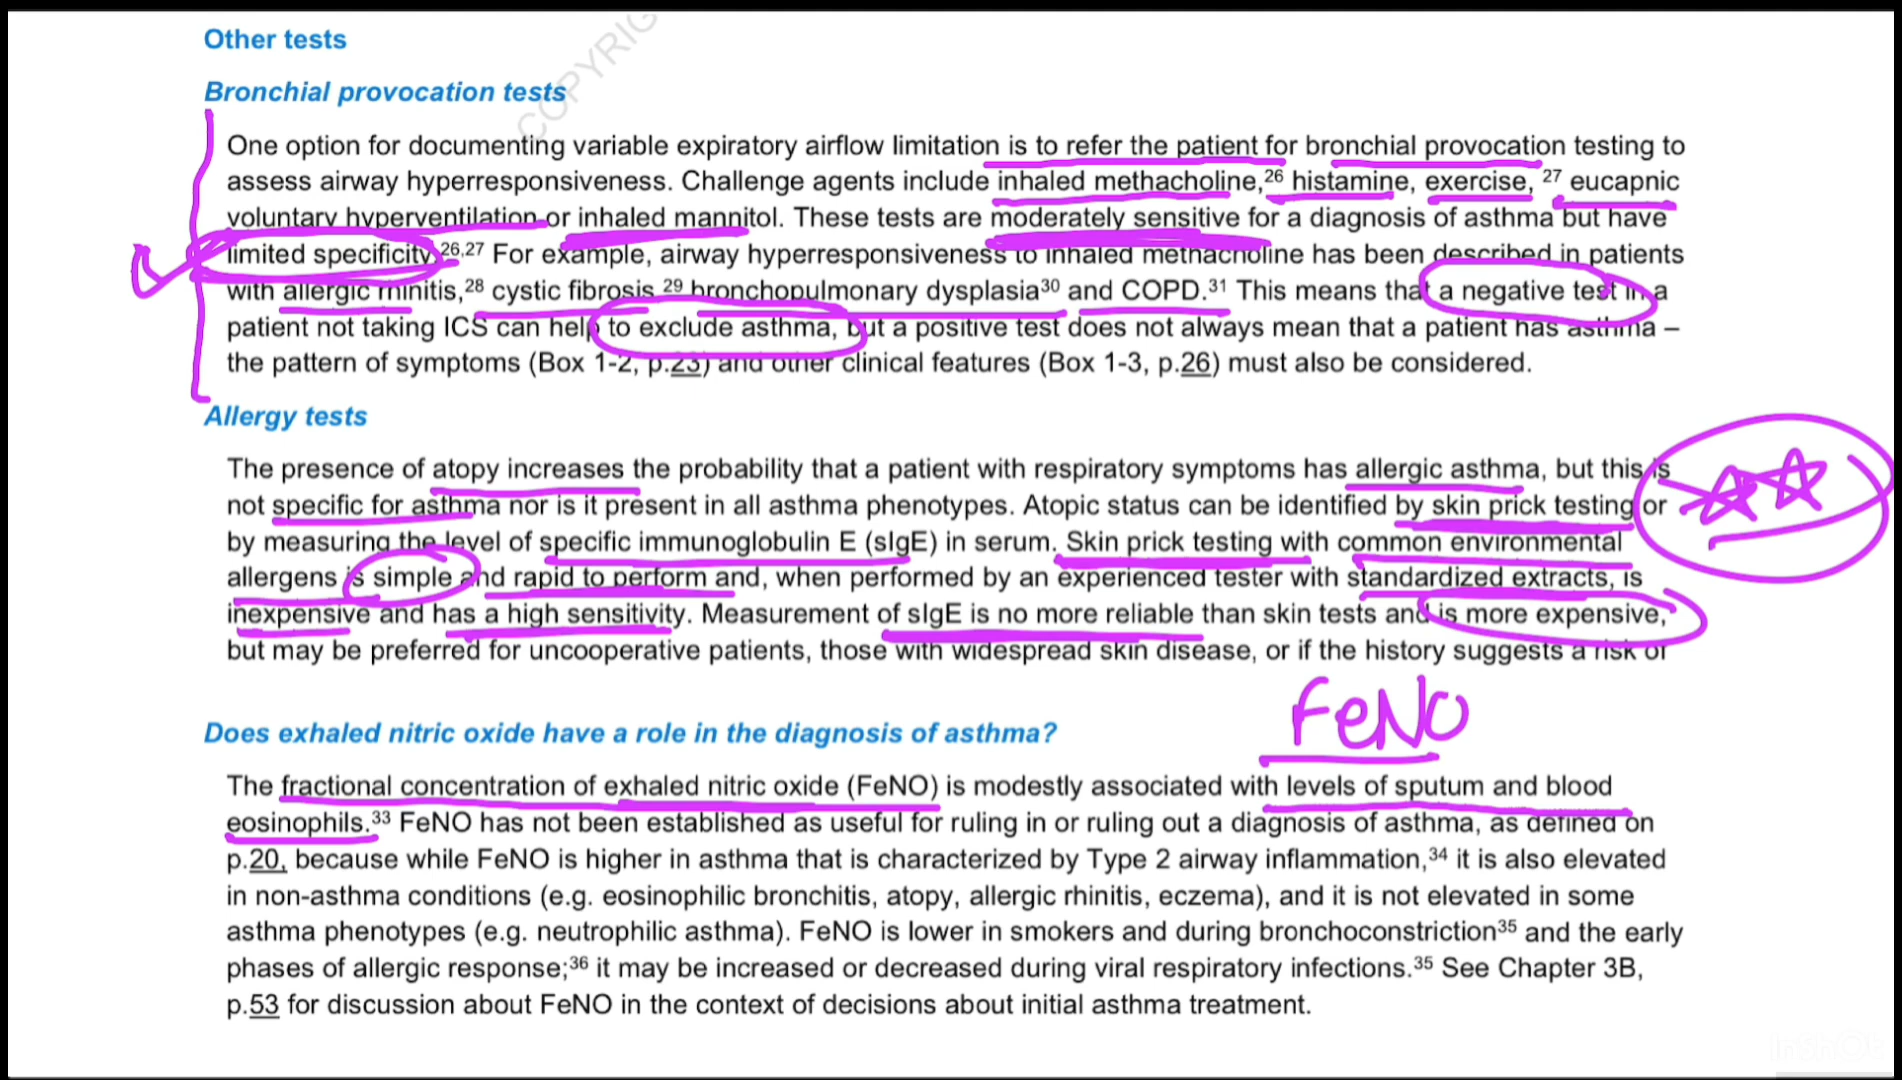 Other tests
COPYRIG
Bronchial provocation tests
One option for documenting variable expiratory airflow limitation is to refer the patient for bronchial provocation testing to
assess airway hyperresponsiveness. Challenge agents include inhaled methacholine,26 histamine, exercise, 27 eucapnic
voluntary hyperventilation or inhaled mannitol. These tests are moderately sensitive for a diagnosis of asthma but have
limited specificity.26,27 For example, airway hyperresponsiveness to inhaled methacholine has been described in patients
with allergic rhinitis,28 cystic fibrosis,29 bronchopulmonary dysplasia30 and COPD.31 This means that a negative test in a
patient not taking ICS can help to exclude asthma, but a positive test does not always mean that a patient has asthma –
the pattern of symptoms (Box 1-2, p.23) and other clinical features (Box 1-3, p.26) must also be considered.
Allergy tests
The presence of atopy increases the probability that a patient with respiratory symptoms has allergic asthma, but this is
not specific for asthma nor is it present in all asthma phenotypes. Atopic status can be identified by skin prick testing or
by measuring the level of specific immunoglobulin E (sIgE) in serum. Skin prick testing with common environmental
allergens is simple and rapid to perform and, when performed by an experienced tester with standardized extracts, is
inexpensive and has a high sensitivity. Measurement of sIgE is no more reliable than skin tests and is more expensive,
but may be preferred for uncooperative patients, those with widespread skin disease, or if the history suggests a risk of
FeNO
Does exhaled nitric oxide have a role in the diagnosis of asthma?
The fractional concentration of exhaled nitric oxide (FeNO) is modestly associated with levels of sputum and blood
eosinophils.33 FeNO has not been established as useful for ruling in or ruling out a diagnosis of asthma, as defined on
p.20, because while FeNO is higher in asthma that is characterized by Type 2 airway inflammation,34 it is also elevated
in non-asthma conditions (e.g. eosinophilic bronchitis, atopy, allergic rhinitis, eczema), and it is not elevated in some
asthma phenotypes (e.g. neutrophilic asthma). FeNO is lower in smokers and during bronchoconstriction35 and the early
phases of allergic response;36 it may be increased or decreased during viral respiratory infections.35 See Chapter 3B,
p.53 for discussion about FeNO in the context of decisions about initial asthma treatment.
InShOt